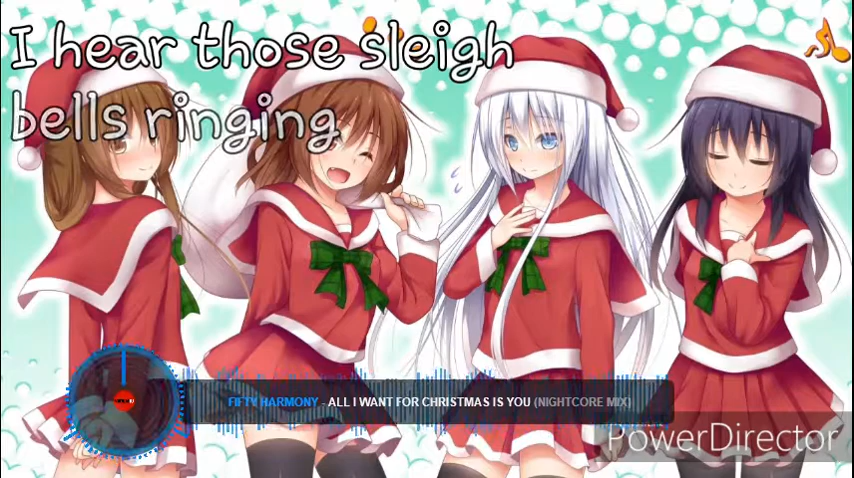 I hear those sleigh
bells ringing
FIFTY HARMONY - ALL I WANT FOR CHRISTMAS IS YOU (NIGHTCORE MIX)
PowerDirector